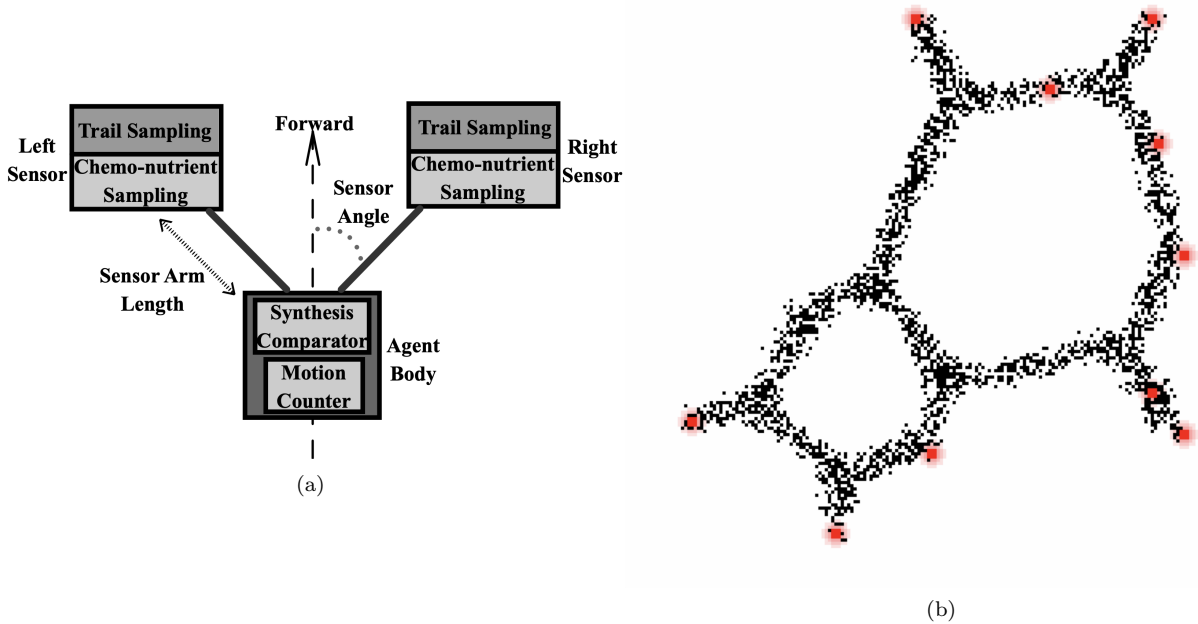 Left
Sensor
Trail Sampling
Chemo-nutrient
Sampling
Forward
Sensor
Angle
Trail Sampling
Chemo-nutrient
Sampling
Right
Sensor
Sensor Arm
Length
Synthesis
Comparator
Motion
Counter
Agent
Body
(a)
(b)